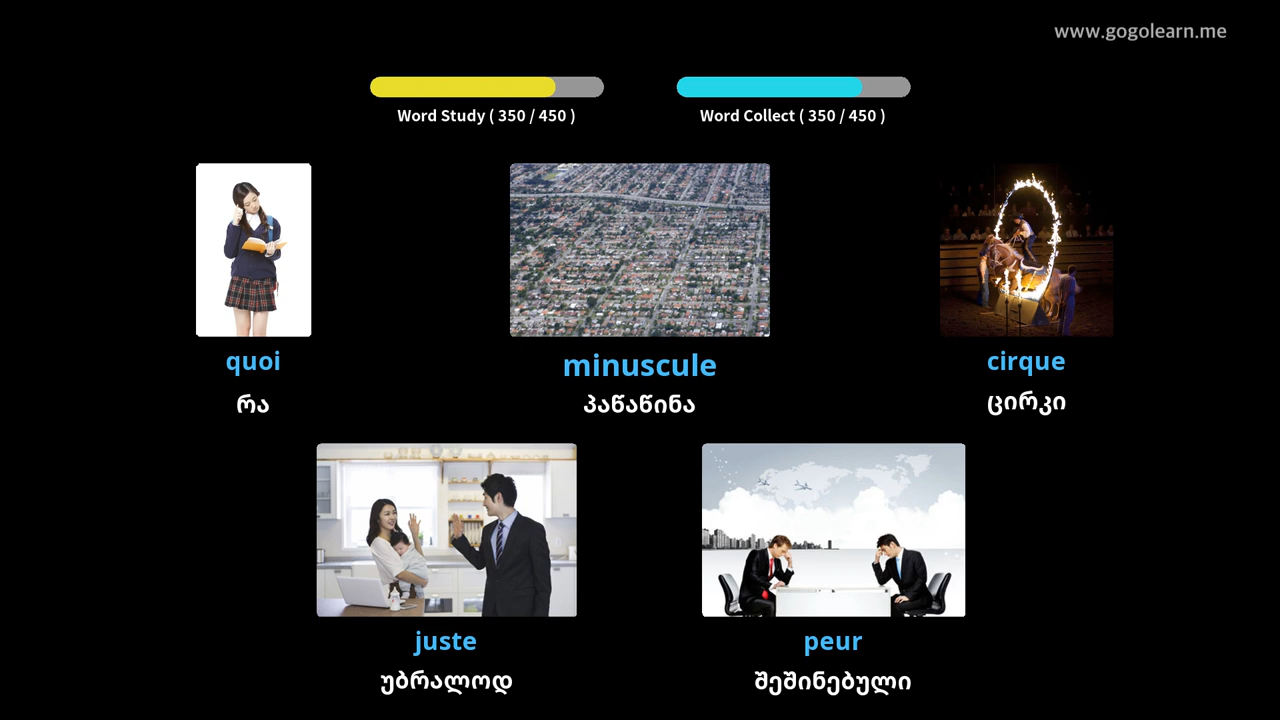 www.gogolearn.me
Word Study ( 350 / 450 )
Word Collect ( 350 / 450 )
quoi
რა
minuscule
პაწაწინა
cirque
ცირკი
juste
უბრალოდ
peur
შეშინებული